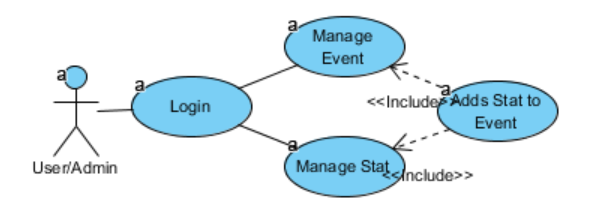 a
Manage
Event
a
a
Login
<<Include>>
a
Adds Stat to
Event
User/Admin
a
Manage Stat
<<Include>>